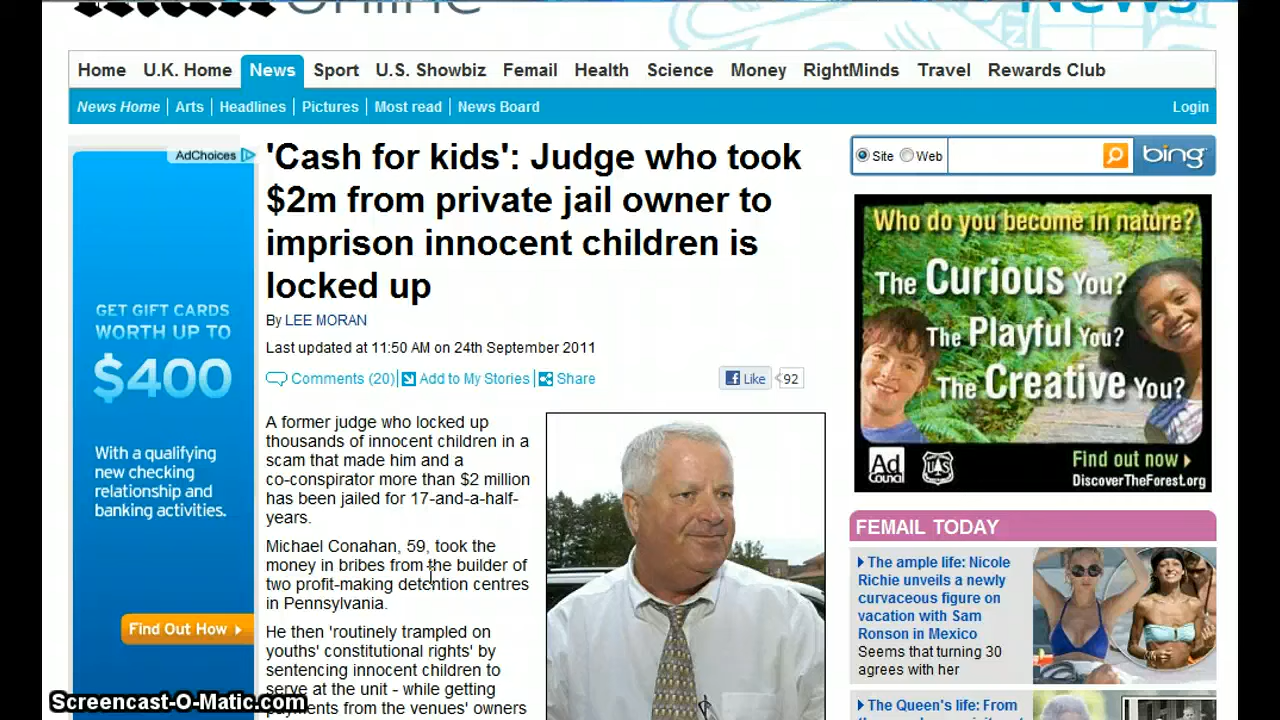 Online
News
Home U.K. Home News Sport U.S. Showbiz Femail Health Science Money RightMinds Travel Rewards Club
News Home Arts Headlines Pictures Most read News Board Login
AdChoices
GET GIFT CARDS
WORTH UP TO
$400
With a qualifying
new checking
relationship and
banking activities.
Find Out How
'Cash for kids': Judge who took
$2m from private jail owner to
imprison innocent children is
locked up
By LEE MORAN
Last updated at 11:50 AM on 24th September 2011
Comments (20) Add to My Stories Share
Like 92
A former judge who locked up
thousands of innocent children in a
scam that made him and a
co-conspirator more than $2 million
has been jailed for 17-and-a-half-
years.
Michael Conahan, 59, took the
money in bribes from the builder of
two profit-making detention centres
in Pennsylvania.
He then 'routinely trampled on
youths' constitutional rights' by
sentencing innocent children to
serve at the unit - while getting
payments from the venues' owners
Site Web bing
Who do you become in nature?
The Curious You?
The Playful You?
The Creative You?
Ad
Council
US
Find out now
DiscoverTheForest.org
FEMAIL TODAY
The ample life: Nicole
Richie unveils a newly
curvaceous figure on
vacation with Sam
Ronson in Mexico
Seems that turning 30
agrees with her
The Queen's life: From
Screencast-O-Matic.com